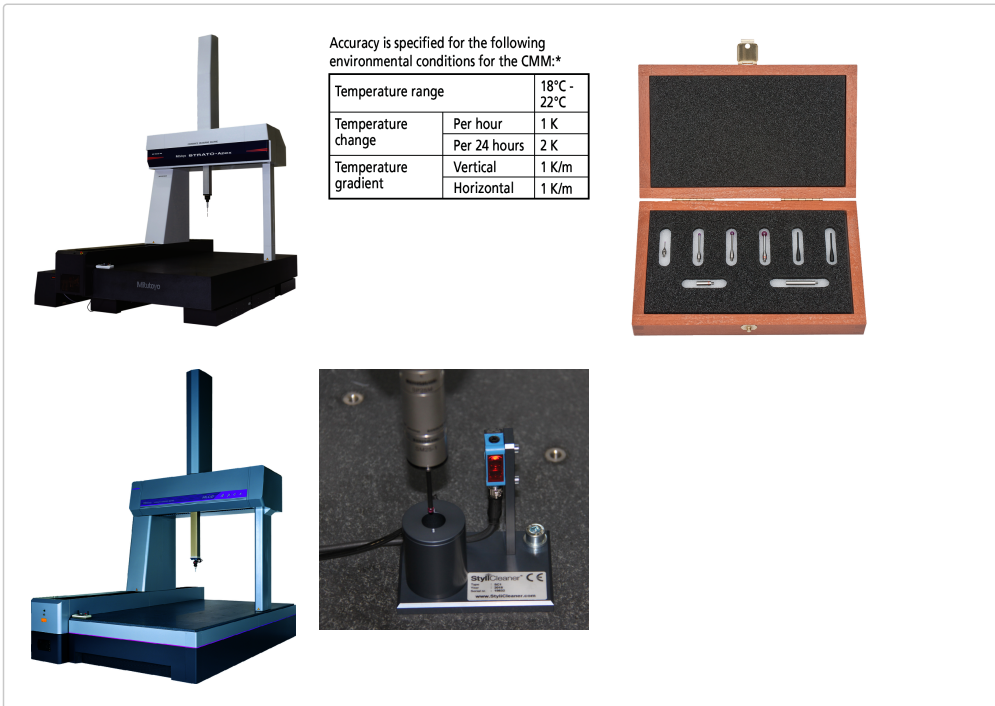 Accuracy is specified for the following
environmental conditions for the CMM:*
Temperature range
18°C -
22°C
Temperature
change
Per hour
1 K
Per 24 hours
2 K
Temperature
gradient
Vertical
1 K/m
Horizontal
1 K/m
STRATO-Apex
Mitutoyo
StyliCleaner
CE
www.StyliCleaner.com